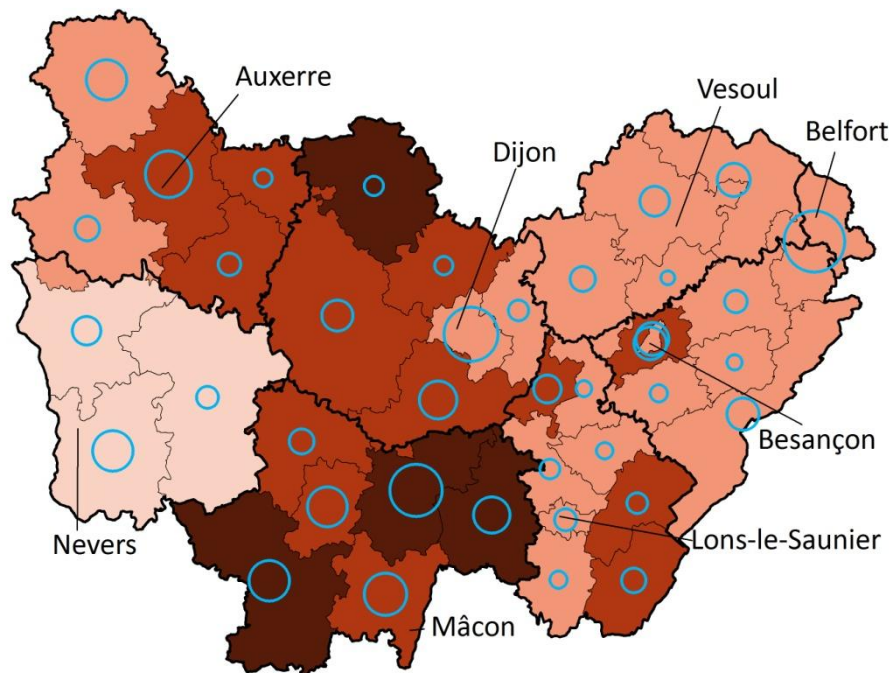 Auxerre
Vesoul
Belfort
Dijon
Besançon
Nevers
Lons-le-Saunier
Mâcon